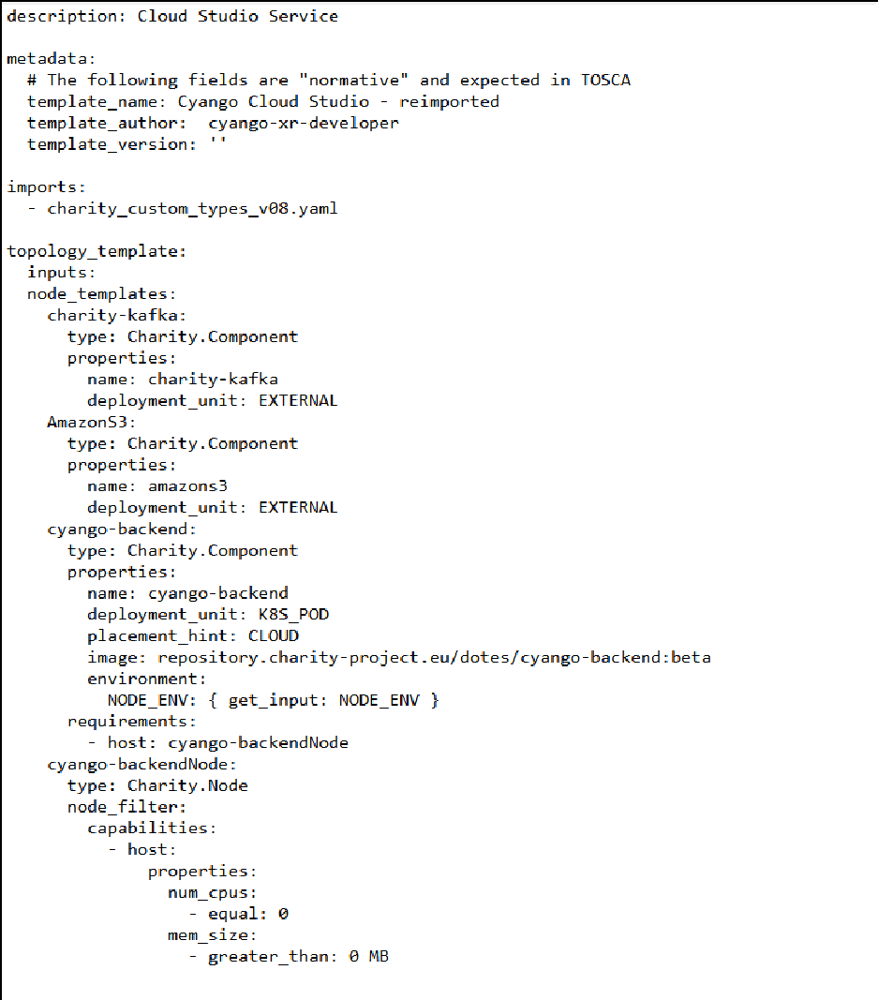 description: Cloud Studio Service

metadata:
  # The following fields are "normative" and expected in TOSCA
  template_name: Cyango Cloud Studio - reimported
  template_author:  cyango-xr-developer
  template_version: ''

imports:
  - charity_custom_types_v08.yaml

topology_template:
  inputs:
  node_templates:
    charity-kafka:
      type: Charity.Component
      properties:
        name: charity-kafka
        deployment_unit: EXTERNAL
    AmazonS3:
      type: Charity.Component
      properties:
        name: amazons3
        deployment_unit: EXTERNAL
    cyango-backend:
      type: Charity.Component
      properties:
        name: cyango-backend
        deployment_unit: K8S_POD
        placement_hint: CLOUD
        image: repository.charity-project.eu/dotes/cyango-backend:beta
        environment:
          NODE_ENV: { get_input: NODE_ENV }
      requirements:
        - host: cyango-backendNode
    cyango-backendNode:
      type: Charity.Node
      node_filter:
        capabilities:
          - host:
              properties:
                num_cpus:
                  - equal: 0
                mem_size:
                  - greater_than: 0 MB